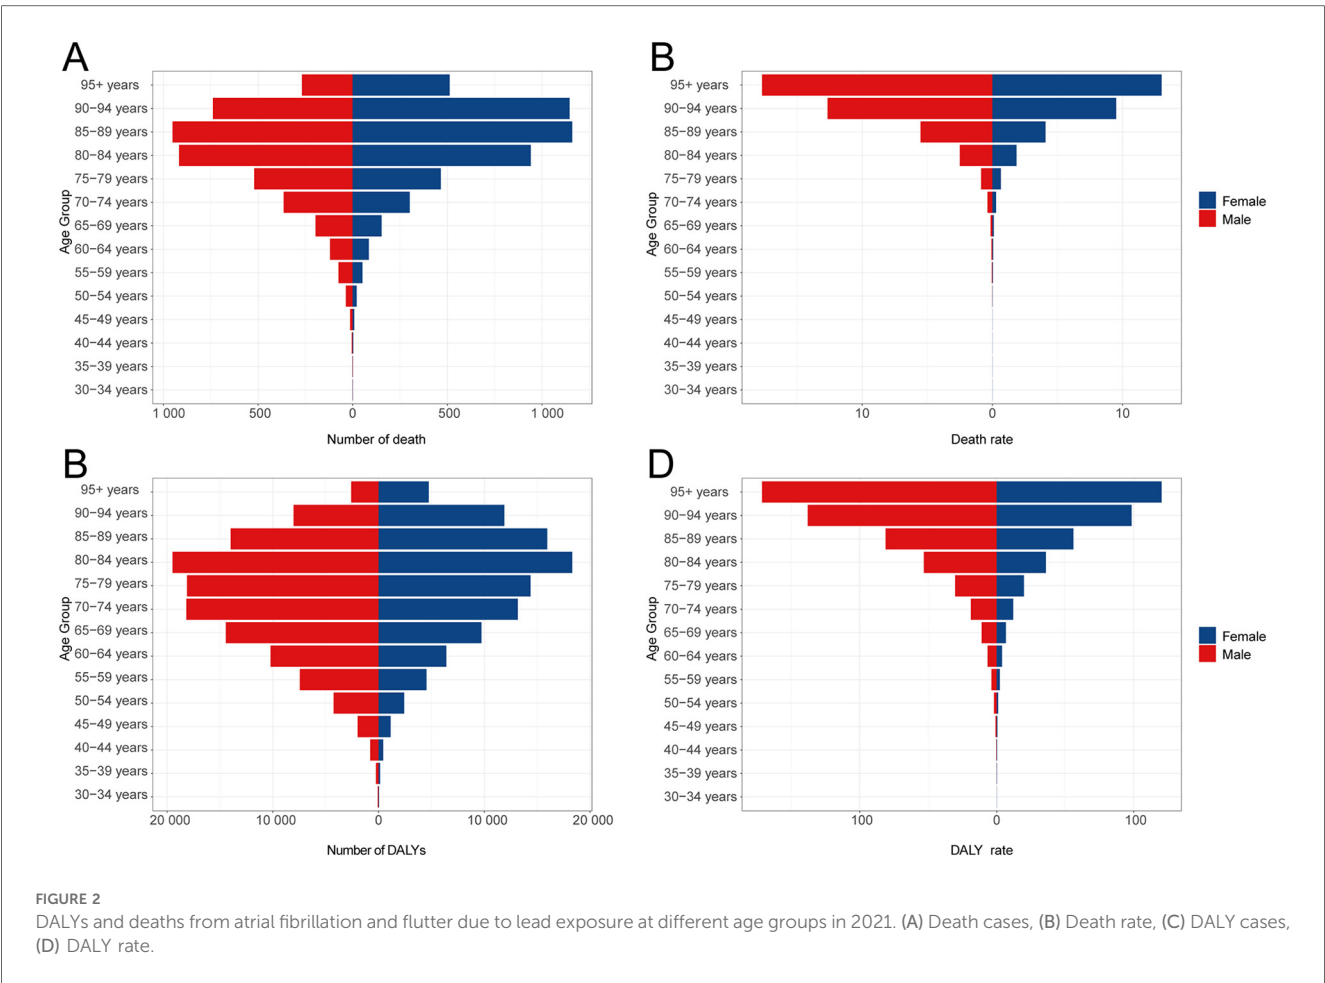 A
95+ years
90−94 years
85−89 years
80−84 years
75−79 years
70−74 years
65−69 years
60−64 years
55−59 years
50−54 years
45−49 years
40−44 years
35−39 years
30−34 years
Age Group
1 000 500 0 500 1 000
Number of death
B
95+ years
90−94 years
85−89 years
80−84 years
75−79 years
70−74 years
65−69 years
60−64 years
55−59 years
50−54 years
45−49 years
40−44 years
35−39 years
30−34 years
Age Group
10 0 10
Death rate
Female
Male
B
95+ years
90−94 years
85−89 years
80−84 years
75−79 years
70−74 years
65−69 years
60−64 years
55−59 years
50−54 years
45−49 years
40−44 years
35−39 years
30−34 years
Age Group
20 000 10 000 0 10 000 20 000
Number of DALYs
D
95+ years
90−94 years
85−89 years
80−84 years
75−79 years
70−74 years
65−69 years
60−64 years
55−59 years
50−54 years
45−49 years
40−44 years
35−39 years
30−34 years
Age Group
100 0 100
DALY rate
Female
Male
FIGURE 2
DALYs and deaths from atrial fibrillation and flutter due to lead exposure at different age groups in 2021. (A) Death cases, (B) Death rate, (C) DALY cases,
(D) DALY rate.